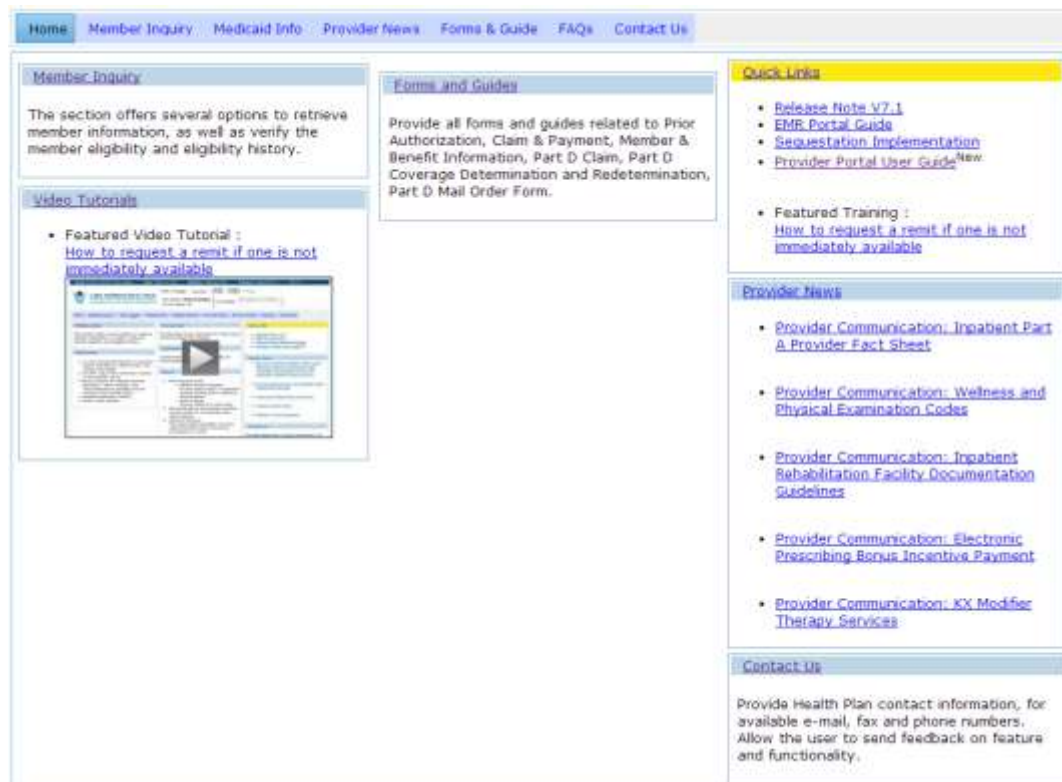 Home Member Inquiry Medicaid Info Provider News Forms & Guide FAQs Contact Us
Member Inquiry
The section offers several options to retrieve
member information, as well as verify the
member eligibility and eligibility history.
Video Tutorials
• Featured Video Tutorial :
How to request a remit if one is not
immediately available
Forms and Guides
Provide all forms and guides related to Prior
Authorization, Claim & Payment, Member &
Benefit Information, Part D Claim, Part D
Coverage Determination and Redetermination,
Part D Mail Order Form.
Quick Links
• Release Note V7.1
• EMR Portal Guide
• Sequestation Implementation
• Provider Portal User Guide New
• Featured Training :
How to request a remit if one is not
immediately available
Provider News
• Provider Communication: Inpatient Part
A Provider Fact Sheet
• Provider Communication: Wellness and
Physical Examination Codes
• Provider Communication: Inpatient
Rehabilitation Facility Documentation
Guidelines
• Provider Communication: Electronic
Prescribing Bonus Incentive Payment
• Provider Communication: KX Modifier
Therapy Services
Contact Us
Provide Health Plan contact information, for
available e-mail, fax and phone numbers.
Allow the user to send feedback on feature
and functionality.